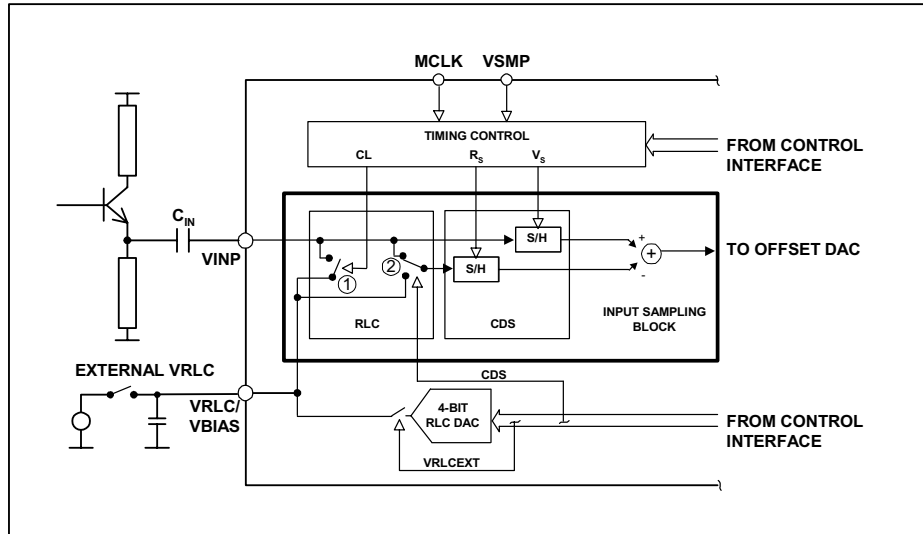 MCLK VSMP
TIMING CONTROL
CL RS VS
FROM CONTROL
INTERFACE
CIN
VINP
S/H
S/H
+
-
+
TO OFFSET DAC
1
2
RLC
CDS
INPUT SAMPLING
BLOCK
EXTERNAL VRLC
VRLC/
VBIAS
CDS
4-BIT
RLC DAC
VRLCEXT
FROM CONTROL
INTERFACE